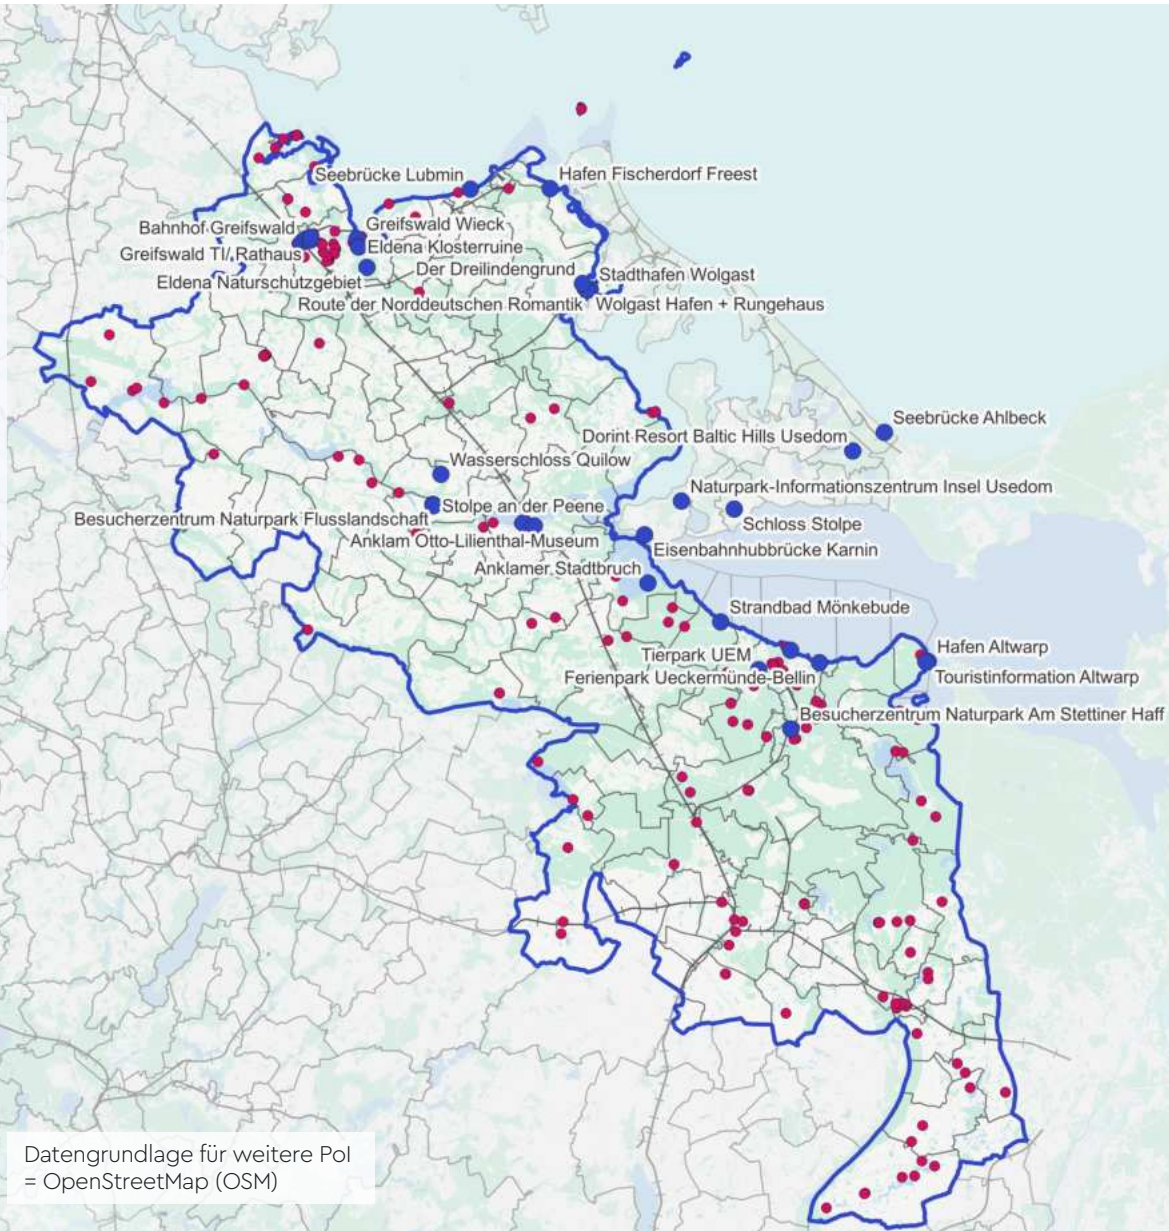 Seebrücke Lubmin
Hafen Fischerdorf Freest
Bahnhof Greifswald
Greifswald Wieck
Greifswald TI/ Rathaus
Eldena Klosterruine
Der Dreilindengrund
Stadthafen Wolgast
Eldena Naturschutzgebiet
Route der Norddeutschen Romantik
Wolgast Hafen + Rungehaus
Seebrücke Ahlbeck
Dorint Resort Baltic Hills Usedom
Wasserschloss Quilow
Naturpark-Informationszentrum Insel Usedom
Stolpe an der Peene
Besucherzentrum Naturpark Flusslandschaft
Schloss Stolpe
Anklam Otto-Lilienthal-Museum
Eisenbahnhubbrücke Karnin
Anklamer Stadtbruch
Strandbad Mönkebude
Hafen Altwarp
Tierpark UEM
Ferienpark Ueckermünde-Bellin
Touristinformation Altwarp
Besucherzentrum Naturpark Am Stettiner Haff
Datengrundlage für weitere PoI
= OpenStreetMap (OSM)